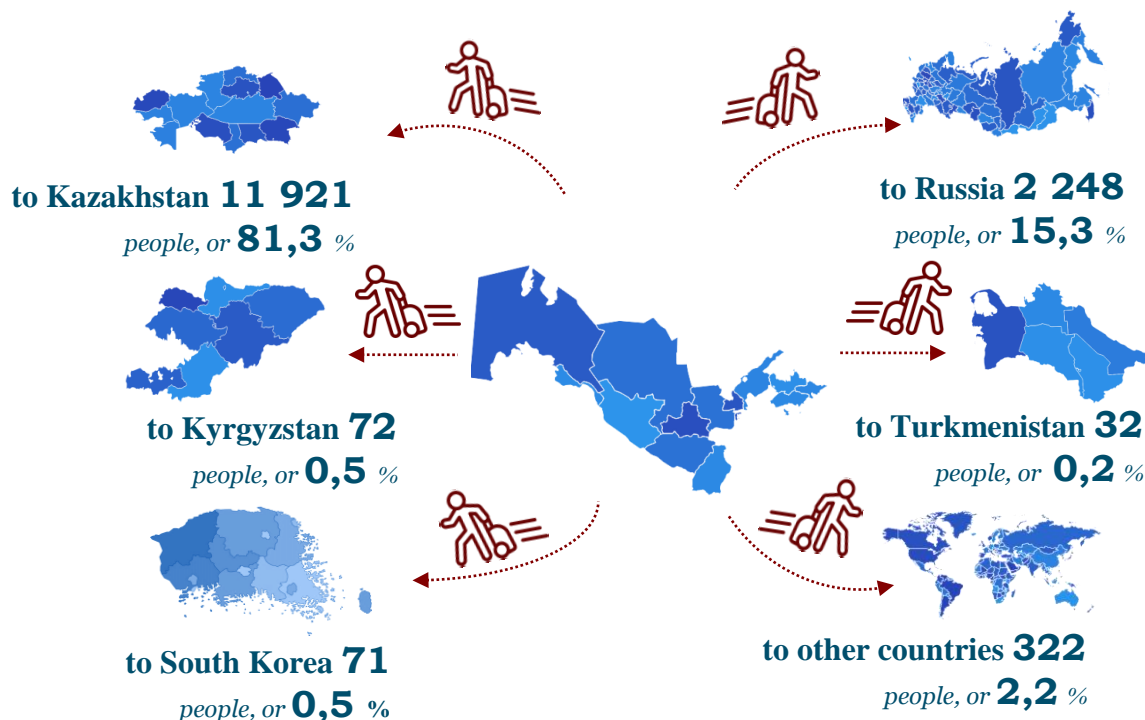 to Kazakhstan 11 921
people, or 81,3 %
to Russia 2 248
people, or 15,3 %
to Kyrgyzstan 72
people, or 0,5 %
to Turkmenistan 32
people, or 0,2 %
to South Korea 71
people, or 0,5 %
to other countries 322
people, or 2,2 %